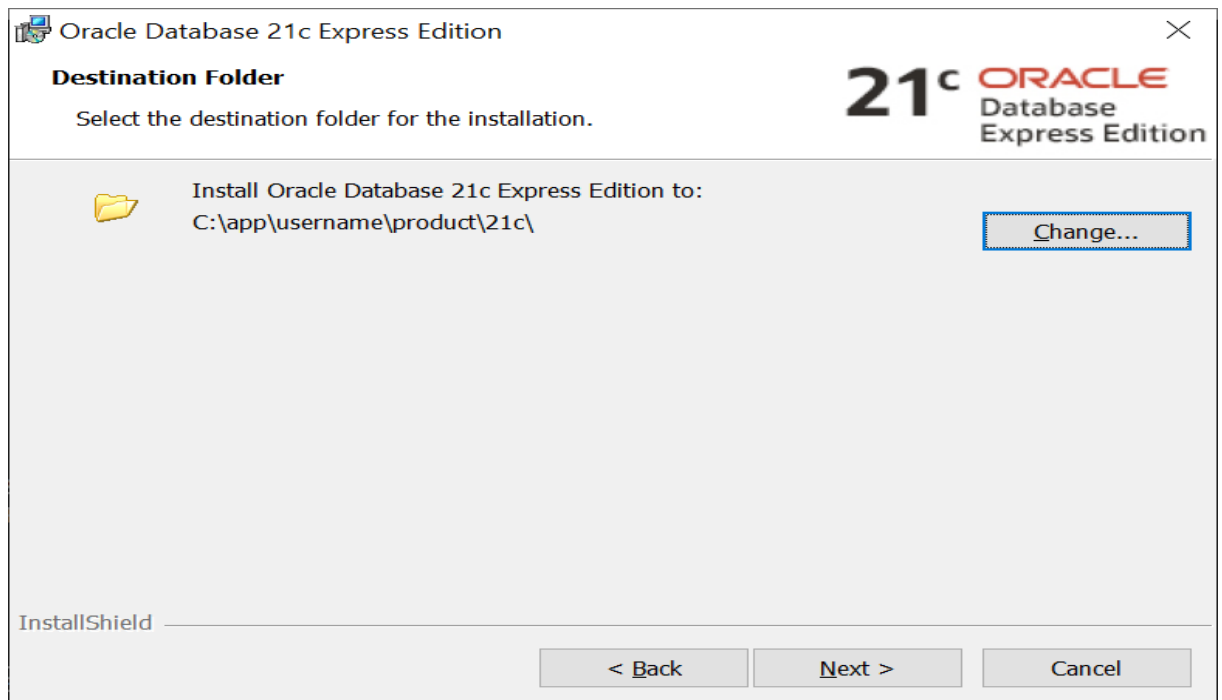 Oracle Database 21c Express Edition
Destination Folder
Select the destination folder for the installation.
21c ORACLE
Database
Express Edition
Install Oracle Database 21c Express Edition to:
C:\app\username\product\21c\
Change...
InstallShield
< Back
Next >
Cancel